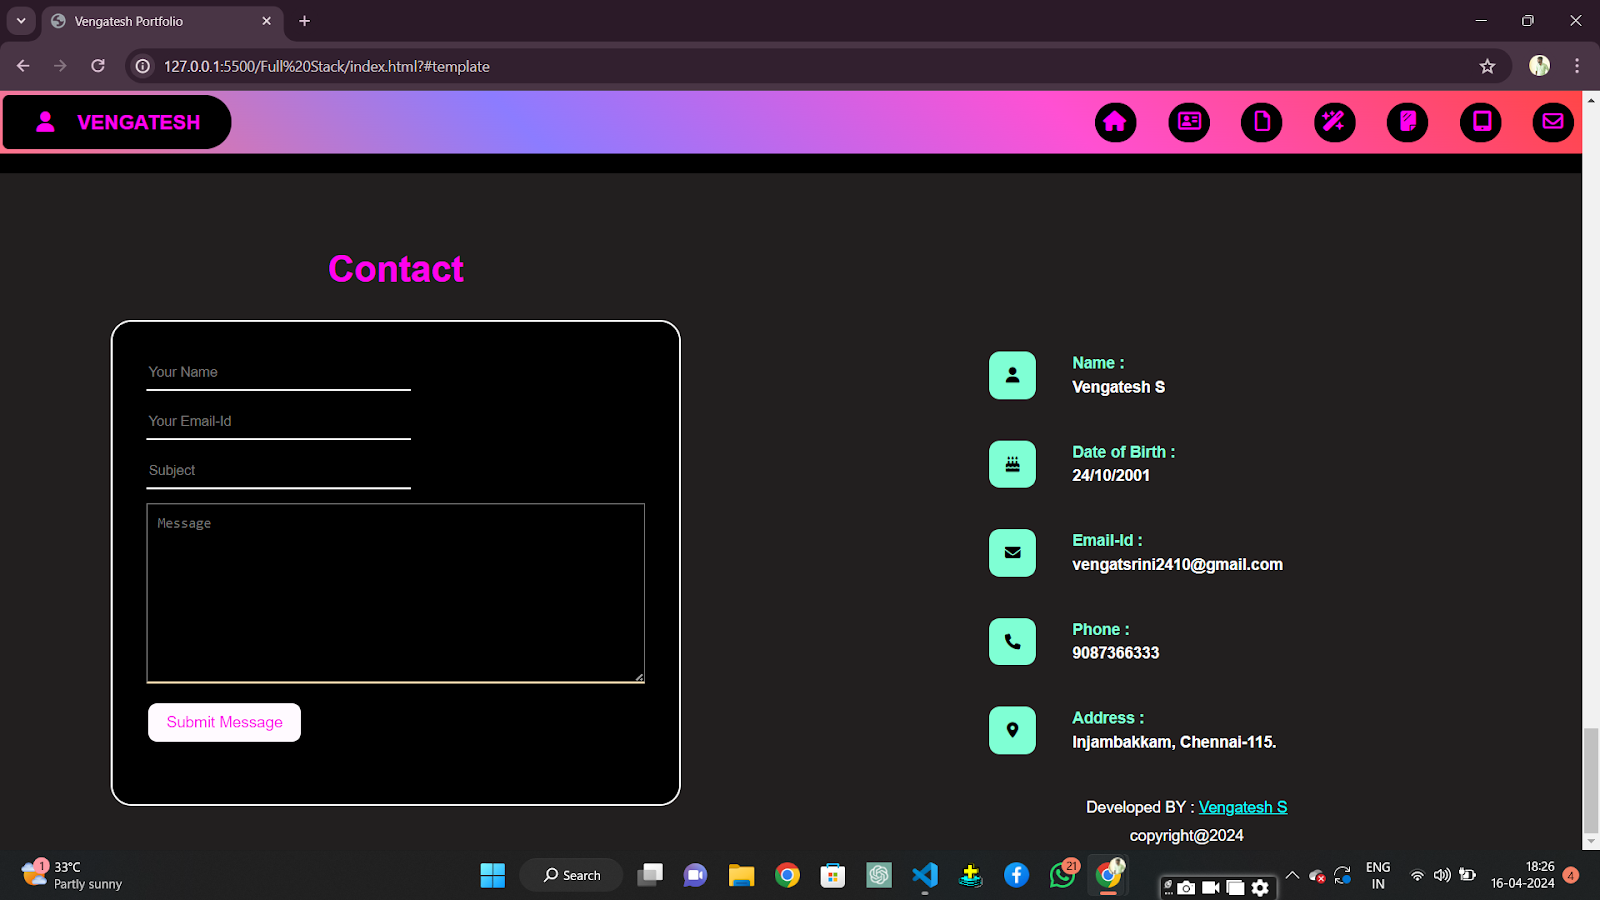 Vengatesh Portfolio
127.0.0.1:5500/Full%20Stack/index.html?#template
VENGATESH
Contact
Your Name
Your Email-Id
Subject
Message
Submit Message
Name :
Vengatesh S
Date of Birth :
24/10/2001
Email-Id :
vengatsrini2410@gmail.com
Phone :
9087366333
Address :
Injambakkam, Chennai-115.
Developed BY : Vengatesh S
copyright@2024
1
33°C
Partly sunny
Search
21
ENG
IN
18:26
16-04-2024
4